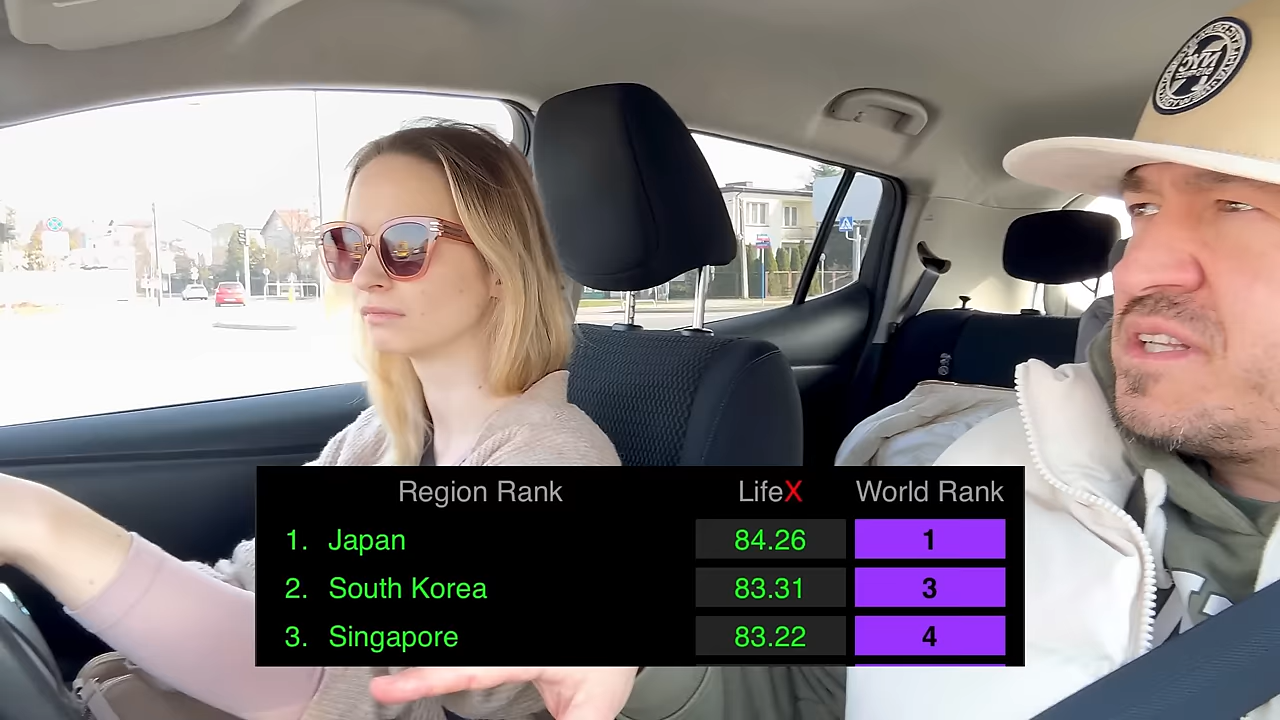 NYC
Region Rank LifeX World Rank
1. Japan 84.26 1
2. South Korea 83.31 3
3. Singapore 83.22 4